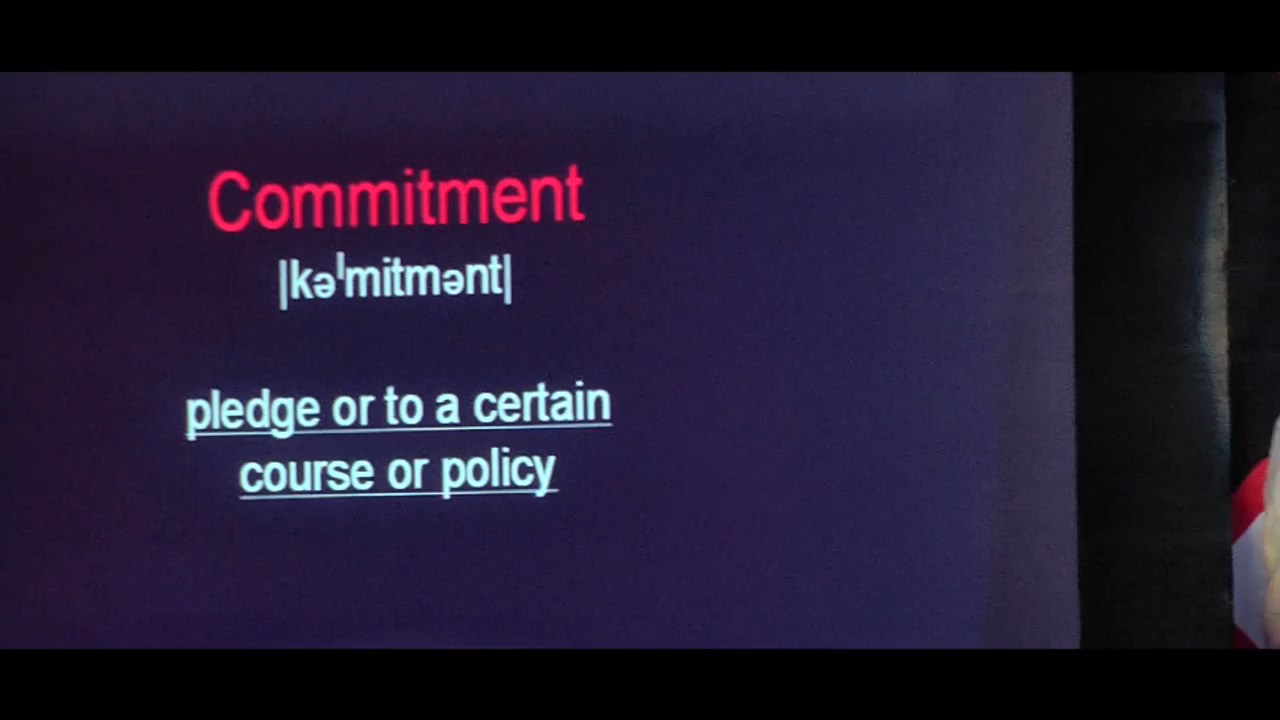 Commitment
|kəˈmitmənt|
pledge or to a certain
course or policy